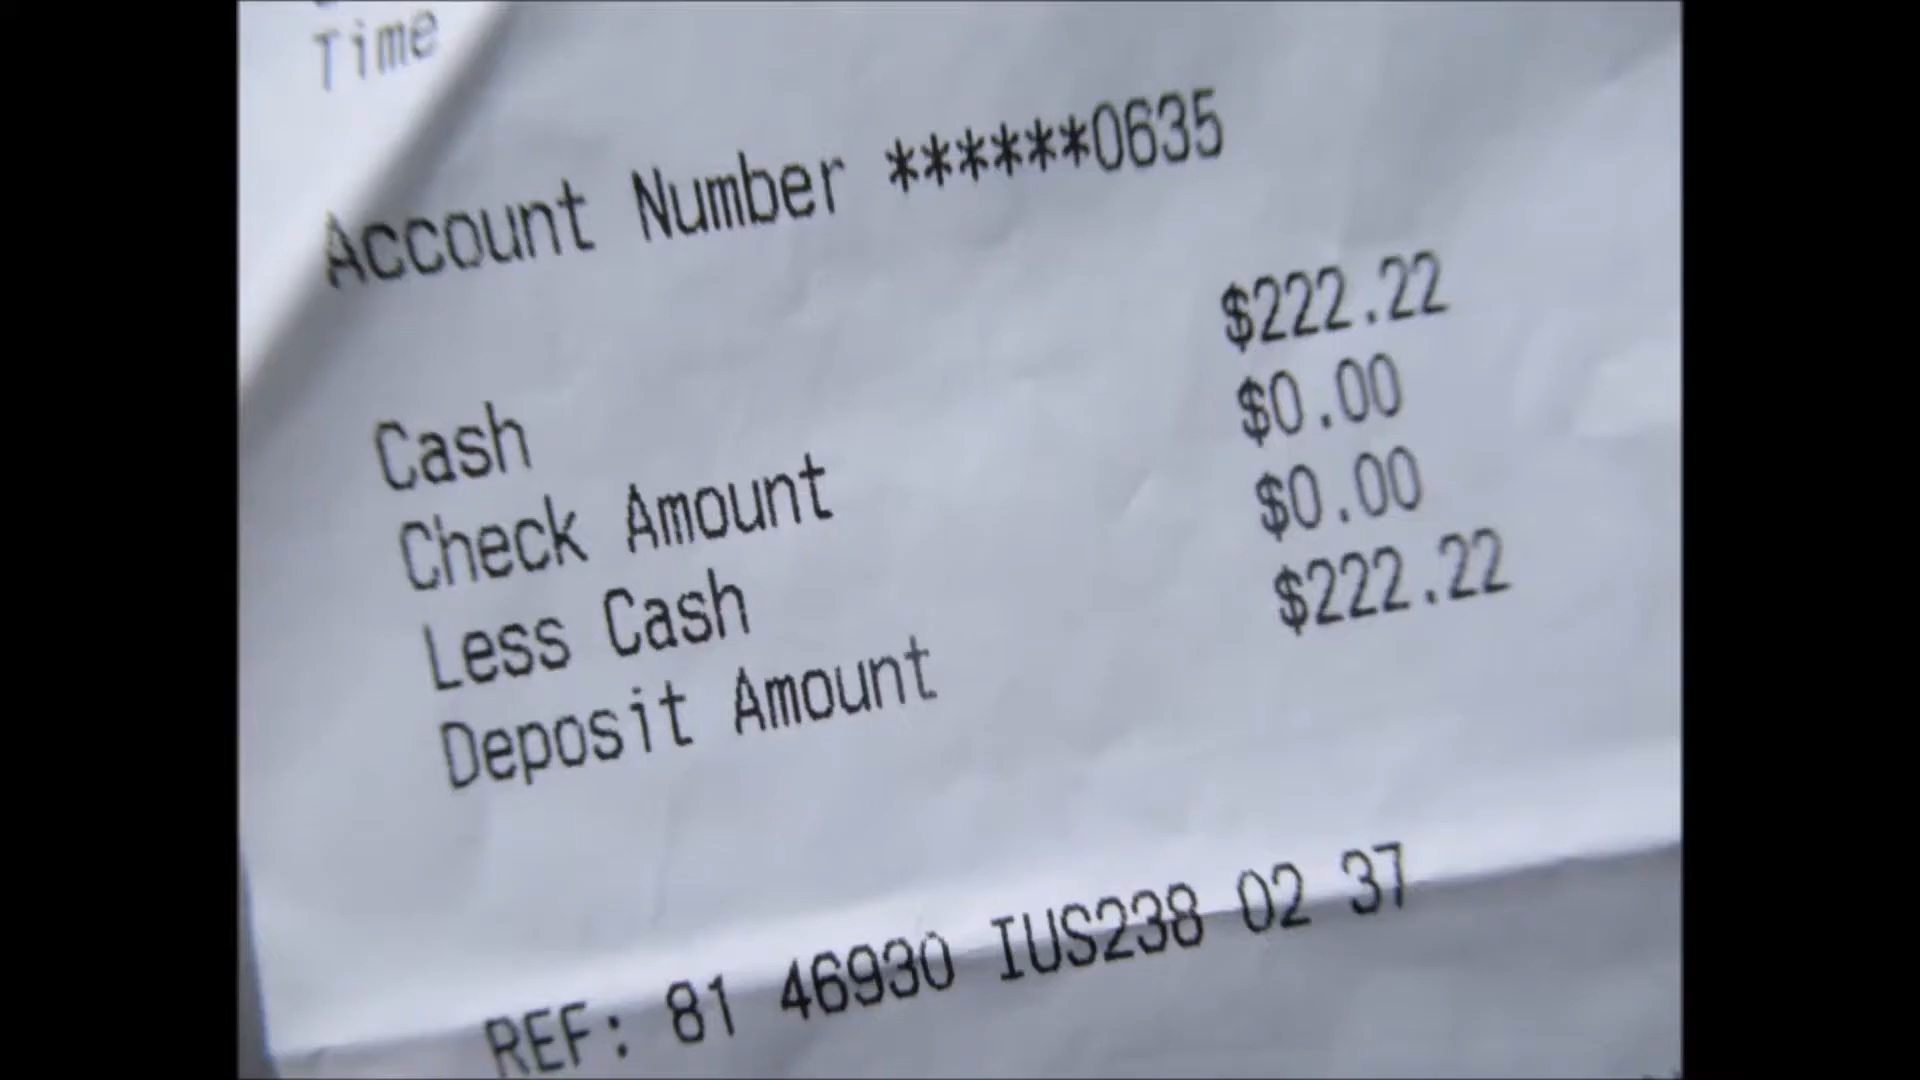 Time
Account Number ******0635
Cash $222.22
Check Amount $0.00
Less Cash $0.00
Deposit Amount $222.22
REF: 81 46930 IUS238 02 37